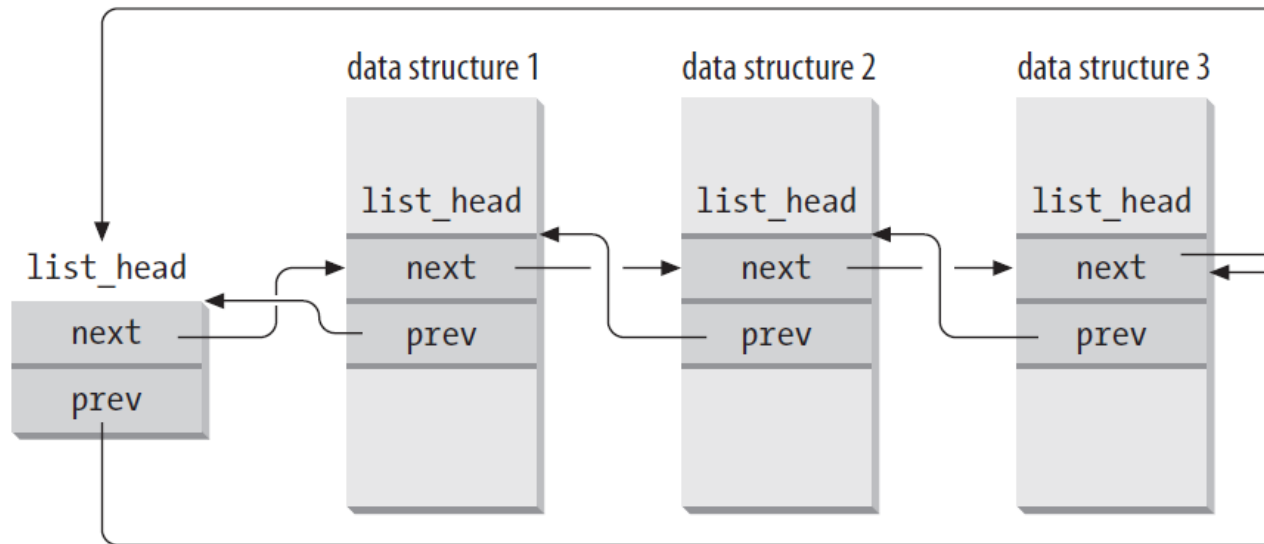 data structure 1
data structure 2
data structure 3
list_head
list_head
list_head
list_head
next
next
next
next
prev
prev
prev
prev